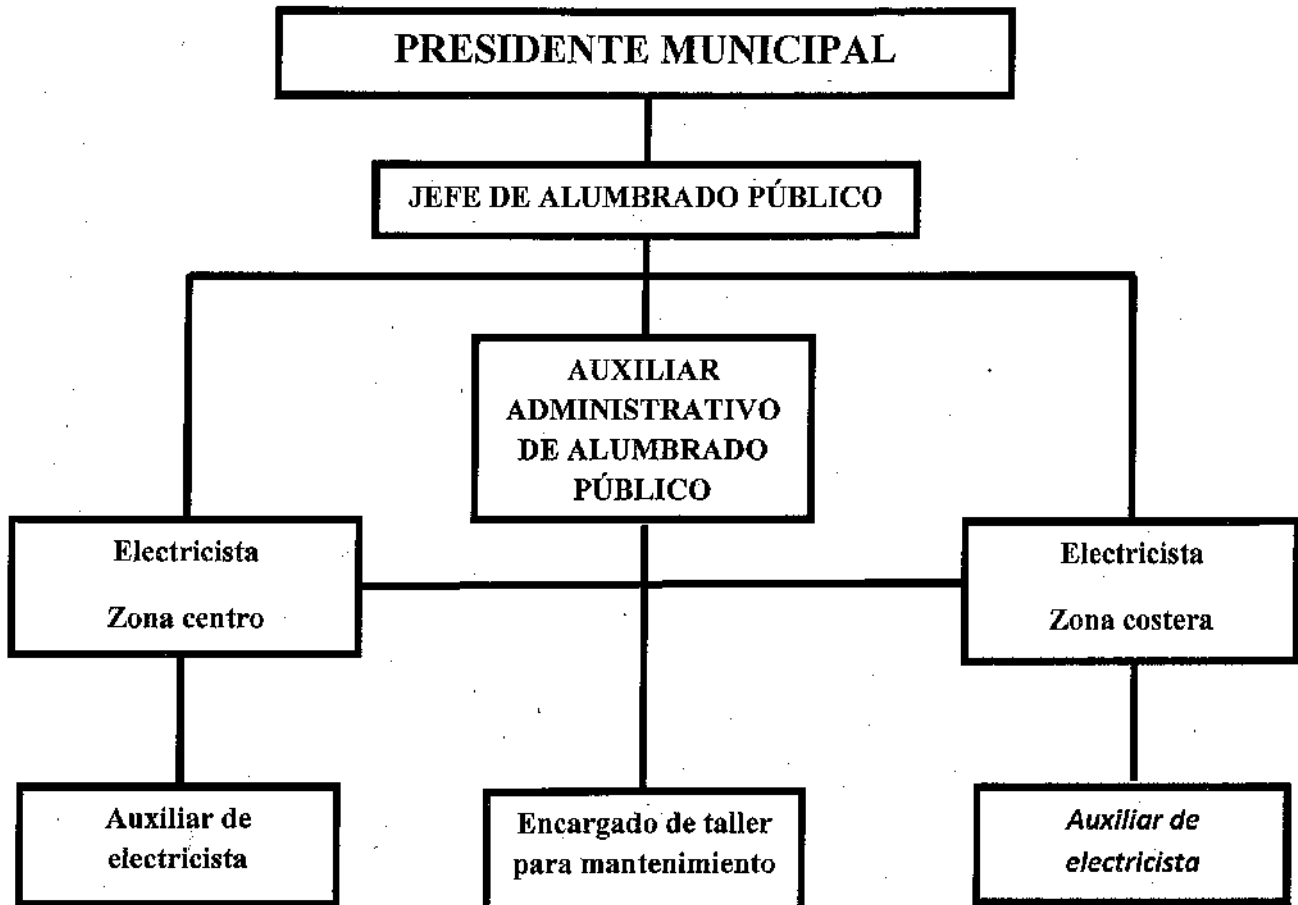 PRESIDENTE MUNICIPAL
JEFE DE ALUMBRADO PÚBLICO
AUXILIAR
ADMINISTRATIVO
DE ALUMBRADO
PÚBLICO
Electricista
Zona centro
Electricista
Zona costera
Auxiliar de
electricista
Encargado de taller
para mantenimiento
Auxiliar de
electricista